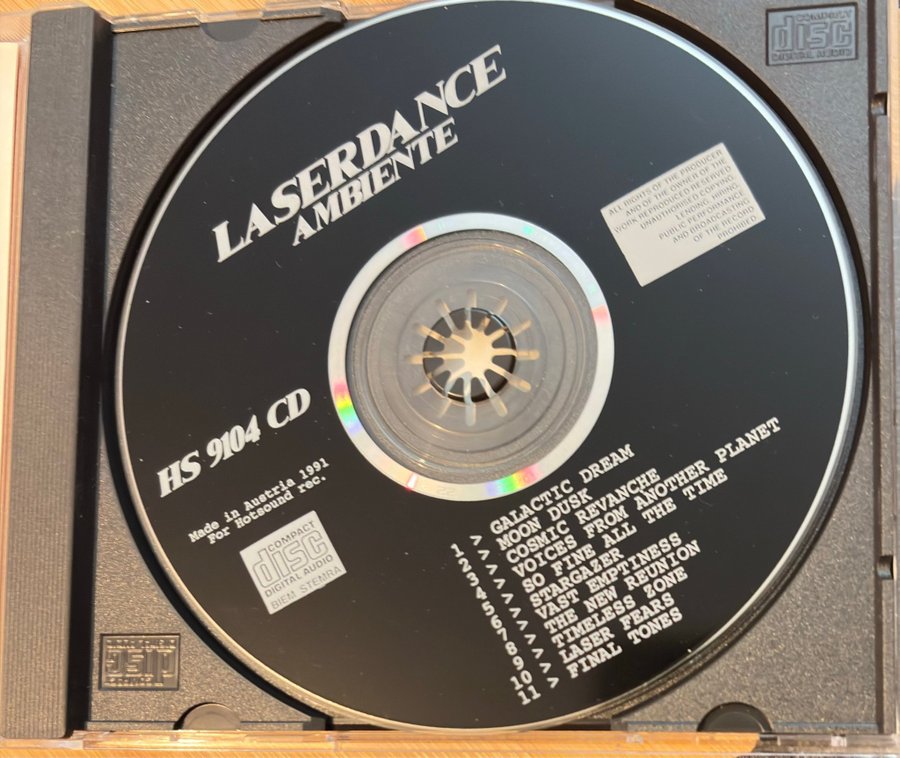 LASERDANCE
AMBIENTE
ALL RIGHTS OF THE PRODUCER
AND OF THE OWNER OF THE
WORK REPRODUCED RESERVED
UNAUTHORISED COPYING,
LENDING, HIRING,
PUBLIC PERFORMANCE
AND BROADCASTING
OF THE RECORD
PROHIBITED
HS 9104 CD
Made in Austria 1991
For Hotsound rec.
COMPACT
disc
DIGITAL AUDIO
BIEM STEMRA
1 > GALACTIC DREAM
2 > MOON DUSK
3 > COSMIC REVANCHE
4 > VOICES FROM ANOTHER PLANET
5 > SO FINE ALL THE TIME
6 > STARGAZER
7 > VAST EMPTINESS
8 > THE NEW REUNION
9 > TIMELESS ZONE
10 > LASER FEARS
11 > FINAL TONES
COMPACT
disc
DIGITAL AUDIO
COMPACT
disc
DIGITAL AUDIO